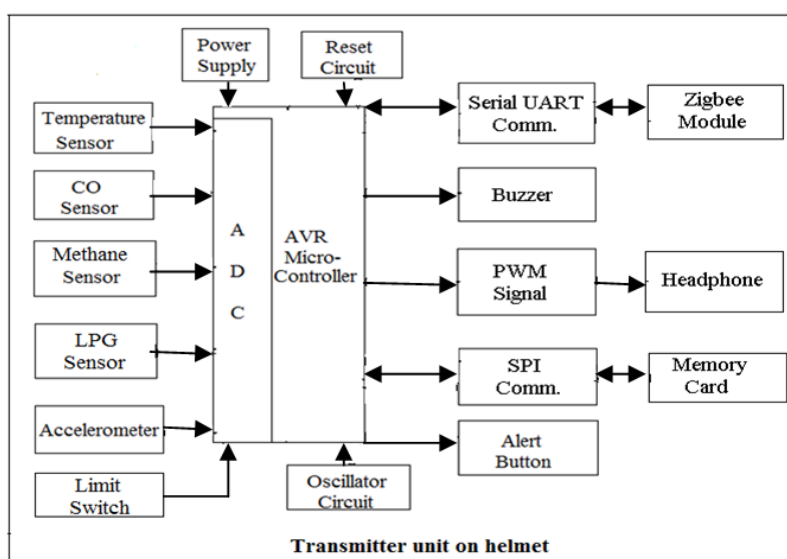 Power
Supply
Reset
Circuit
Temperature
Sensor
CO
Sensor
Methane
Sensor
LPG
Sensor
Accelerometer
Limit
Switch
A
D
C
AVR
Micro-
Controller
Oscillator
Circuit
Serial UART
Comm.
Zigbee
Module
Buzzer
PWM
Signal
Headphone
SPI
Comm.
Memory
Card
Alert
Button
Transmitter unit on helmet